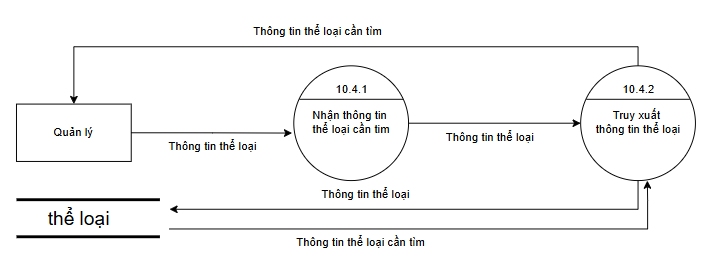 Thông tin thể loại cần tìm
10.4.1
10.4.2
Nhận thông tin
thể loại cần tìm
Truy xuất
thông tin thể loại
Quản lý
Thông tin thể loại
Thông tin thể loại
Thông tin thể loại
thể loại
Thông tin thể loại cần tìm